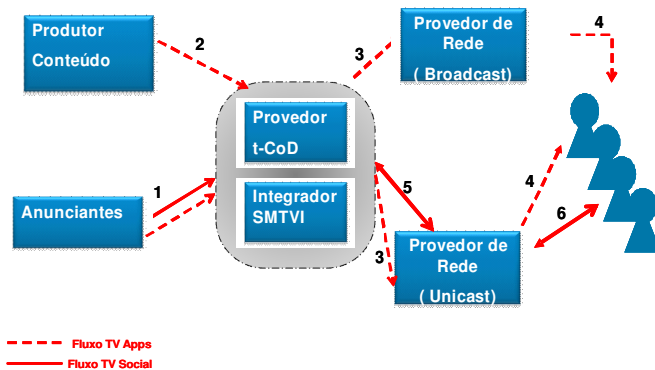 Produtor
Conteúdo
2
3
Provedor de
Rede
( Broadcast)
4
Provedor
t-CoD
Integrador
SMTVI
1
Anunciantes
5
4
6
3
Provedor de
Rede
( Unicast)
Fluxo TV Apps
Fluxo TV Social